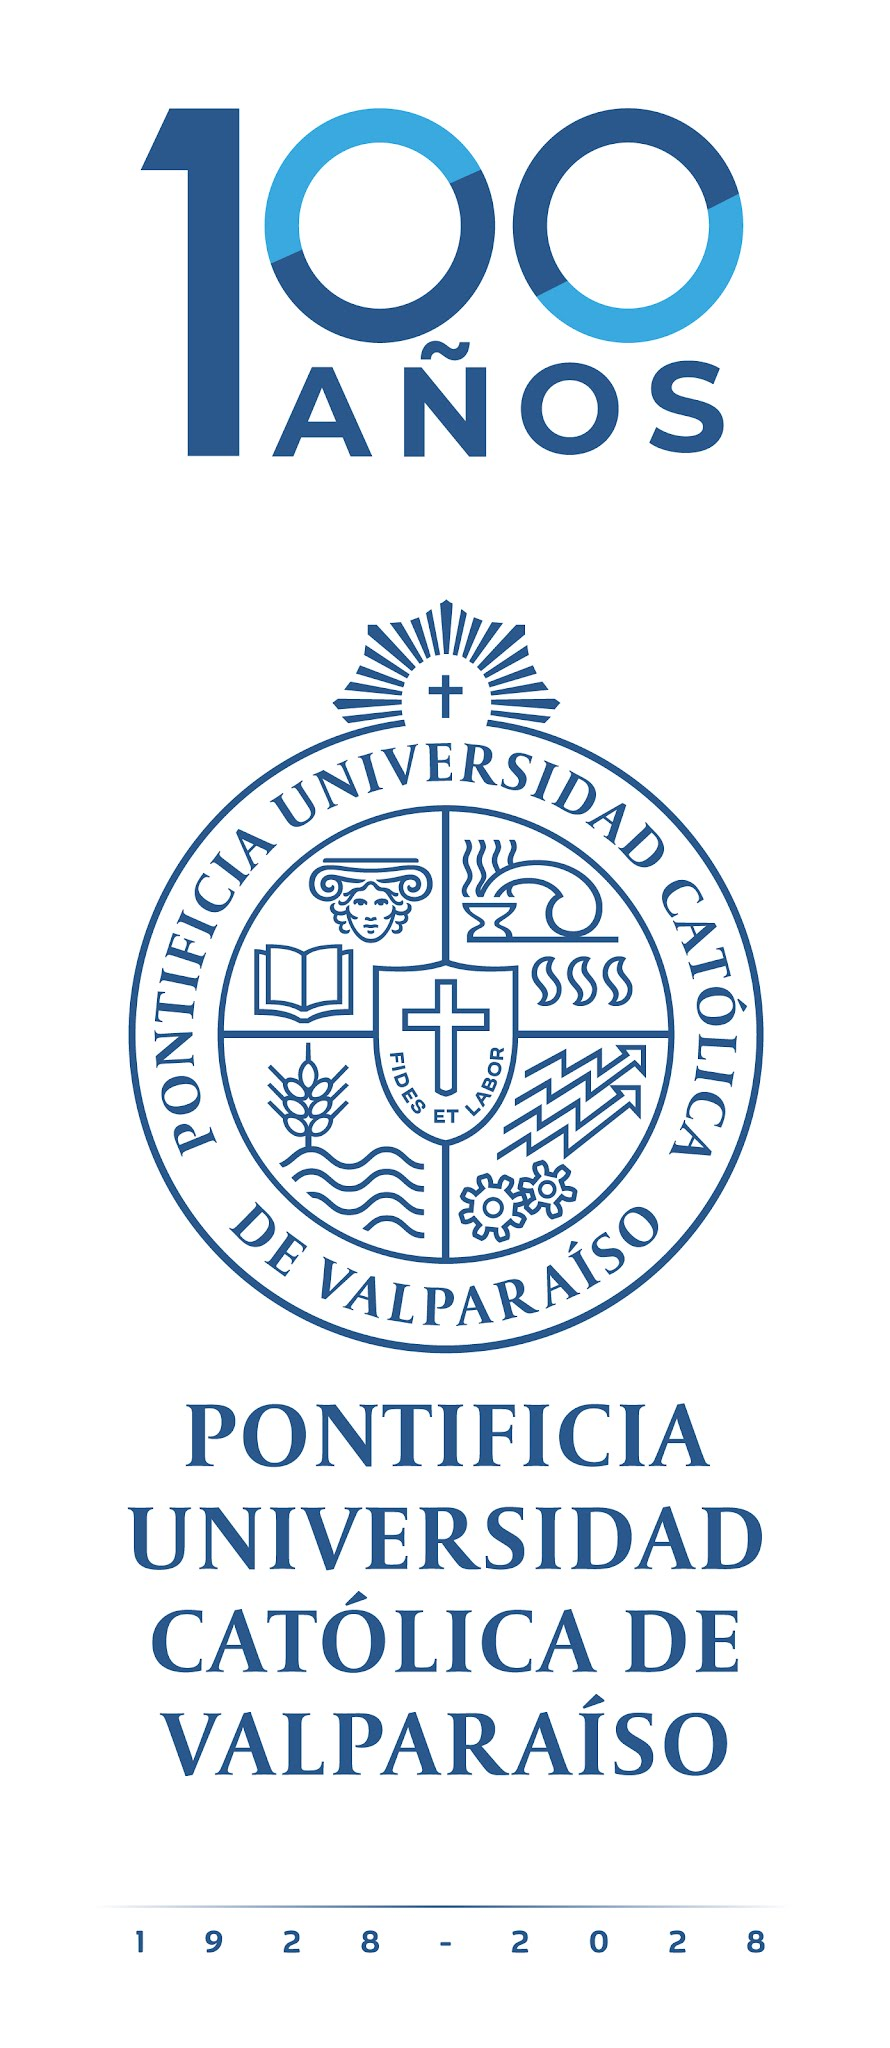 100
AÑOS
PONTIFICIA UNIVERSIDAD CATÓLICA
FIDES ET LABOR
DE VALPARAÍSO
PONTIFICIA
UNIVERSIDAD
CATÓLICA DE
VALPARAÍSO
1928-2028